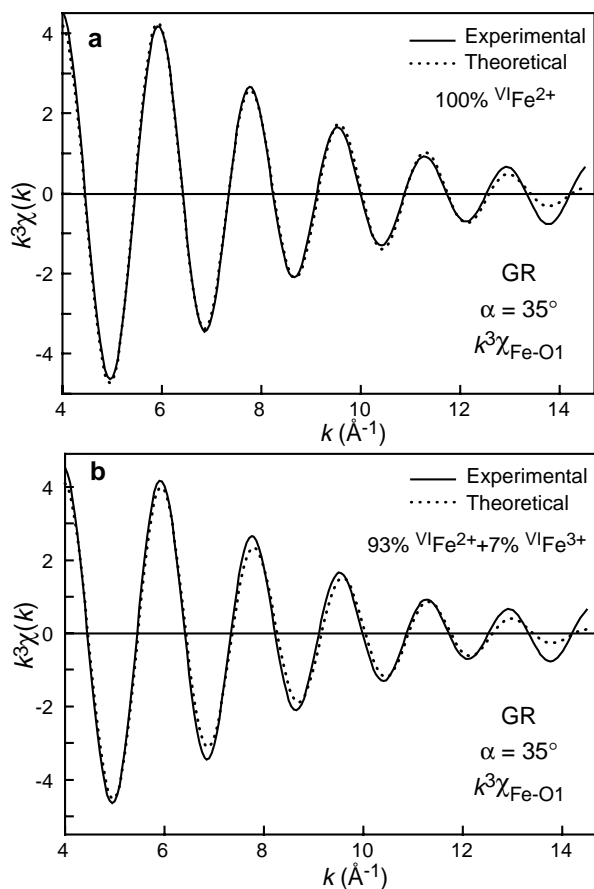 a
Experimental
Theoretical
100% ⱽᴵFe²⁺
4
2
0
-2
-4
k³χ(k)
GR
α = 35°
k³χFe-O1
4 6 8 10 12 14
k (Å⁻¹)
b
Experimental
Theoretical
93% ⱽᴵFe²⁺+7% ⱽᴵFe³⁺
4
2
0
-2
-4
k³χ(k)
GR
α = 35°
k³χFe-O1
4 6 8 10 12 14
k (Å⁻¹)